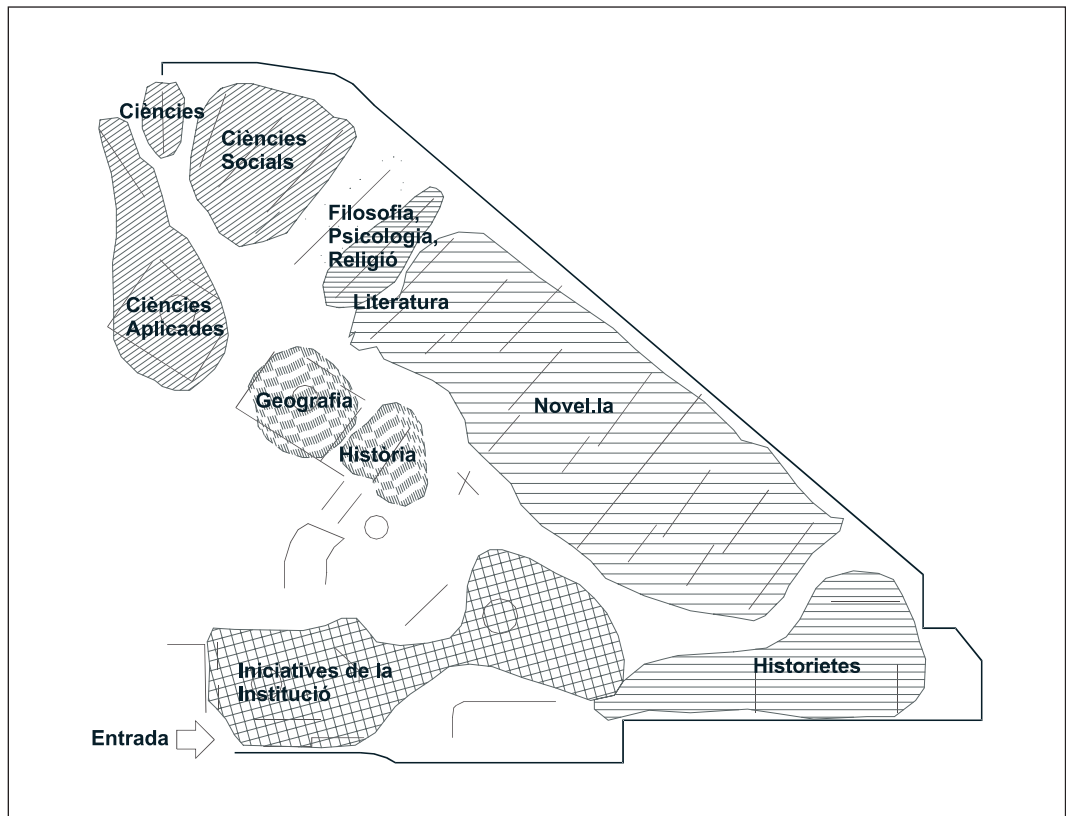 Ciències
Ciències
Socials
Filosofia,
Psicologia,
Religió
Literatura
Ciències
Aplicades
Geografia
Novel.la
Història
Iniciatives de la
Institució
Historietes
Entrada